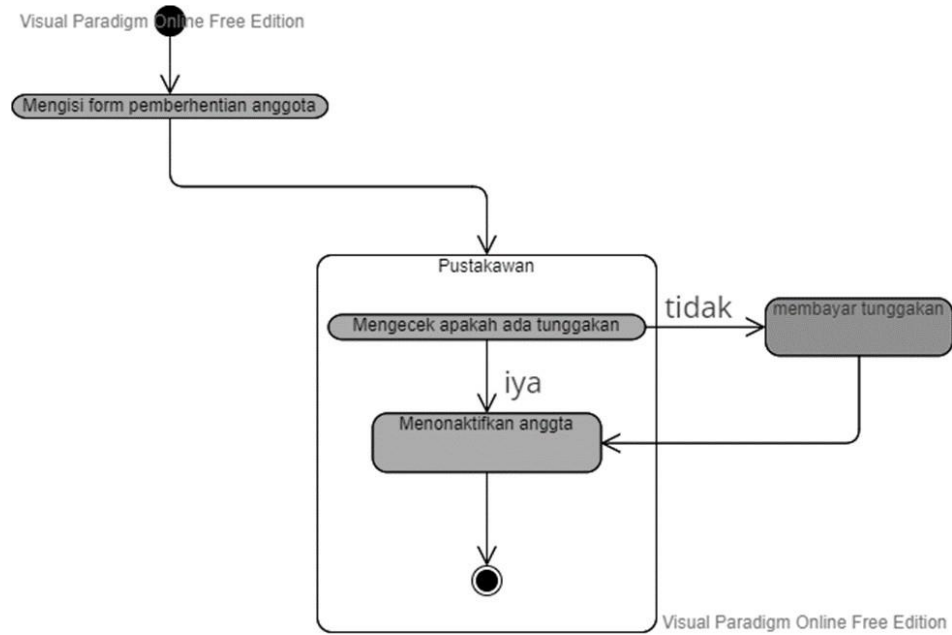 Visual Paradigm Online Free Edition
Mengisi form pemberhentian anggota
Pustakawan
Mengecek apakah ada tunggakan
tidak
membayar tunggakan
iya
Menonaktifkan anggta
Visual Paradigm Online Free Edition